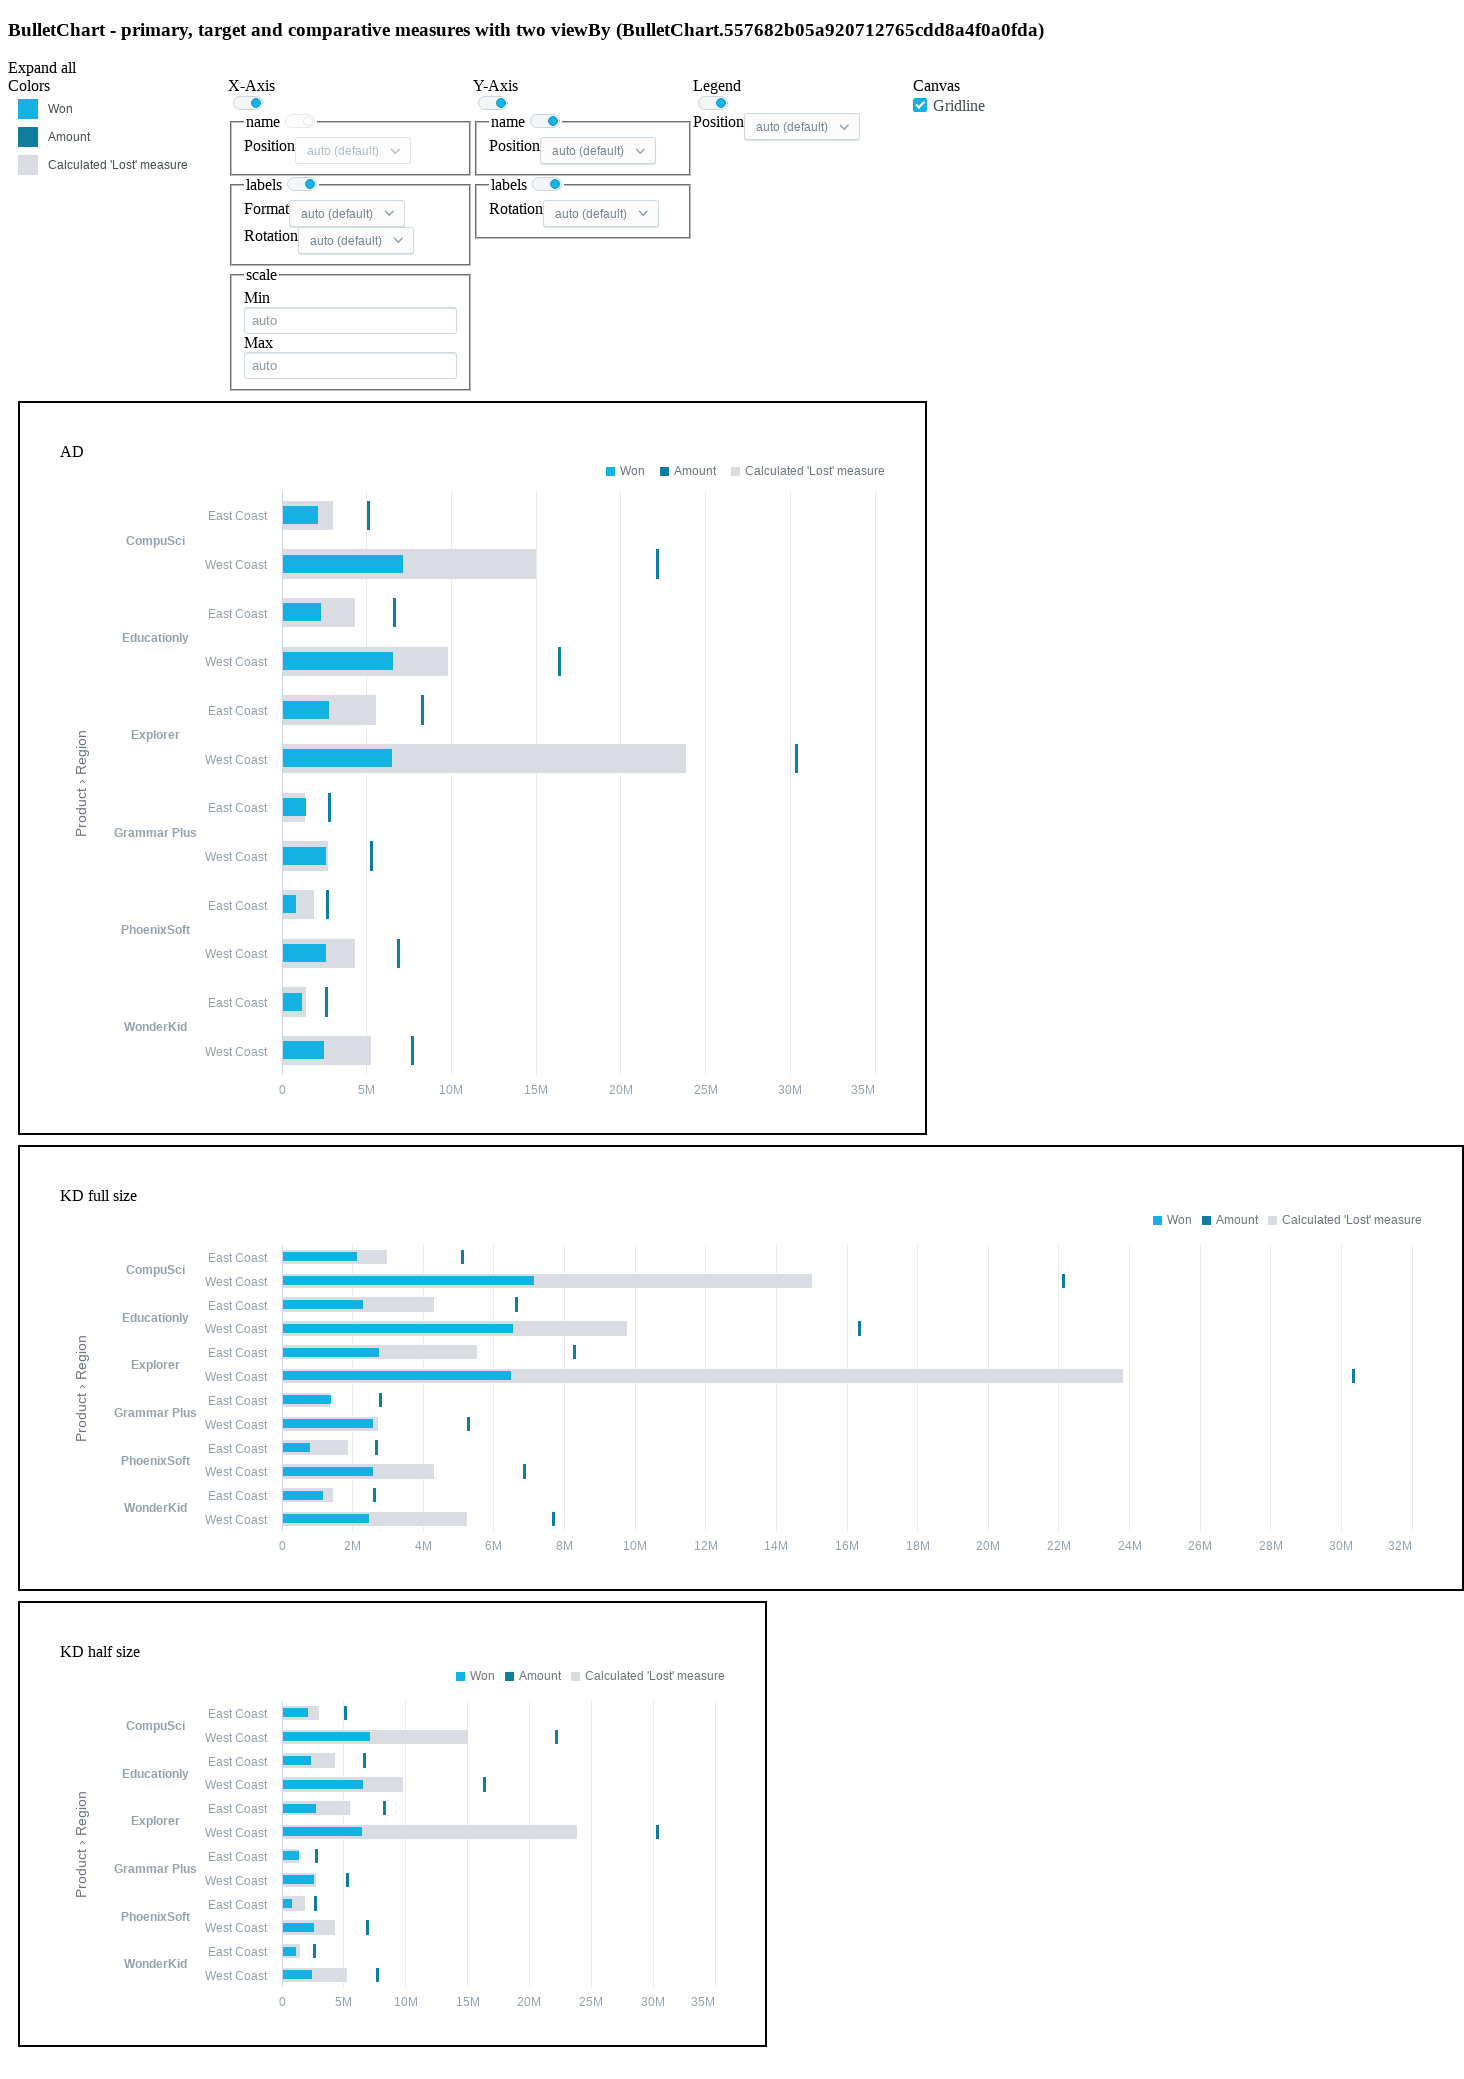 BulletChart - primary, target and comparative measures with two viewBy (BulletChart.557682b05a920712765cdd8a4f0a0fda)
Expand all
Colors
Won
Amount
Calculated 'Lost' measure
X-Axis
name
Position auto (default)
labels
Format auto (default)
Rotation auto (default)
scale
Min
auto
Max
auto
Y-Axis
name
Position auto (default)
labels
Rotation auto (default)
Legend
Position auto (default)
Canvas
Gridline
AD
Won Amount Calculated 'Lost' measure
Product › Region
CompuSci
East Coast
West Coast
Educationly
East Coast
West Coast
Explorer
East Coast
West Coast
Grammar Plus
East Coast
West Coast
PhoenixSoft
East Coast
West Coast
WonderKid
East Coast
West Coast
0 5M 10M 15M 20M 25M 30M 35M
KD full size
Won Amount Calculated 'Lost' measure
Product › Region
CompuSci
East Coast
West Coast
Educationly
East Coast
West Coast
Explorer
East Coast
West Coast
Grammar Plus
East Coast
West Coast
PhoenixSoft
East Coast
West Coast
WonderKid
East Coast
West Coast
0 2M 4M 6M 8M 10M 12M 14M 16M 18M 20M 22M 24M 26M 28M 30M 32M
KD half size
Won Amount Calculated 'Lost' measure
Product › Region
CompuSci
East Coast
West Coast
Educationly
East Coast
West Coast
Explorer
East Coast
West Coast
Grammar Plus
East Coast
West Coast
PhoenixSoft
East Coast
West Coast
WonderKid
East Coast
West Coast
0 5M 10M 15M 20M 25M 30M 35M